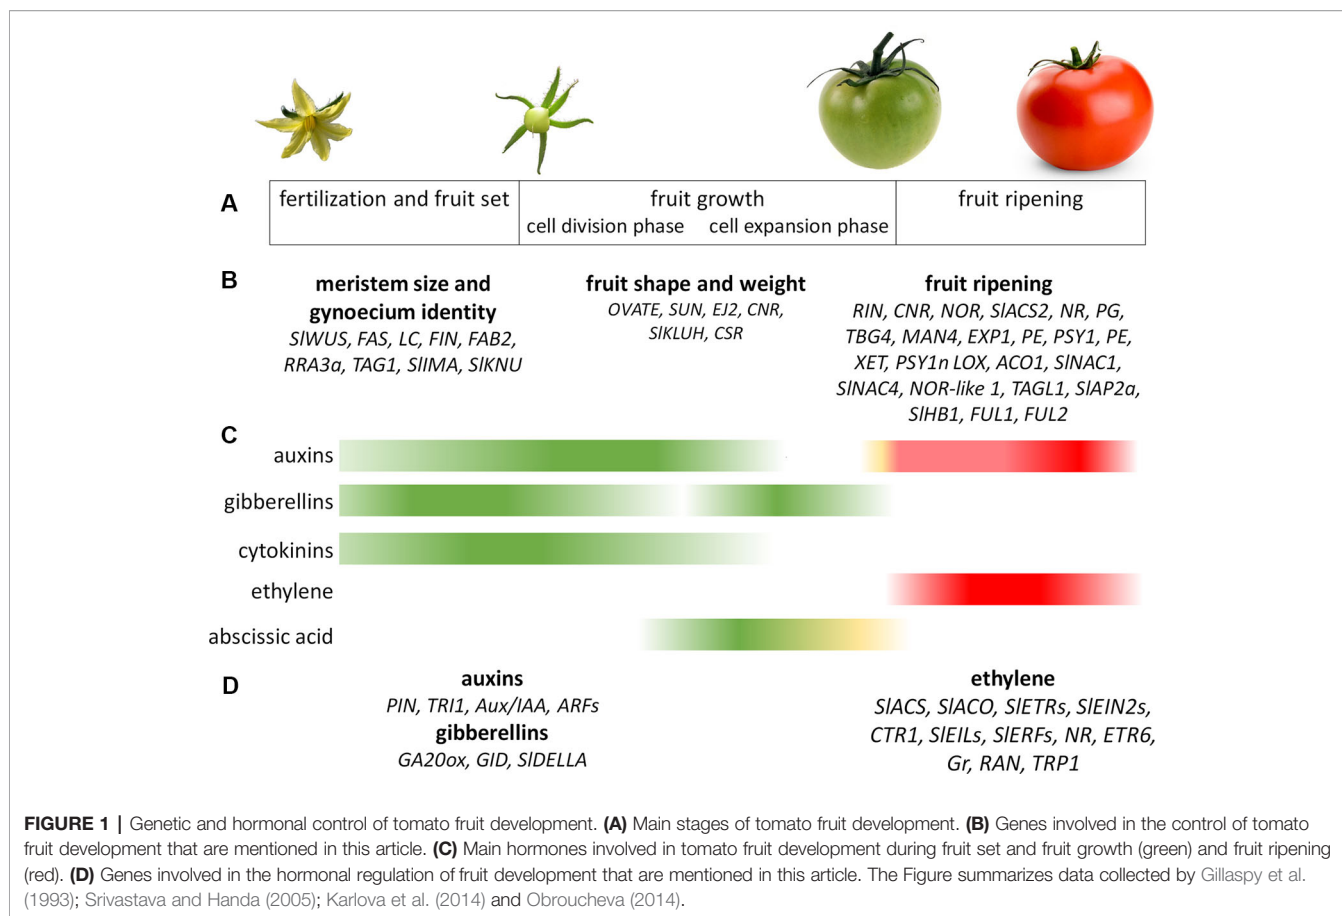 A
fertilization and fruit set
fruit growth
cell division phase cell expansion phase
fruit ripening
B
meristem size and
gynoecium identity
SlWUS, FAS, LC, FIN, FAB2,
RRA3a, TAG1, SlIMA, SlKNU
fruit shape and weight
OVATE, SUN, EJ2, CNR,
SlKLUH, CSR
fruit ripening
RIN, CNR, NOR, SlACS2, NR, PG,
TBG4, MAN4, EXP1, PE, PSY1, PE,
XET, PSY1n LOX, ACO1, SlNAC1,
SlNAC4, NOR-like 1, TAGL1, SlAP2a,
SlHB1, FUL1, FUL2
C
auxins
gibberellins
cytokinins
ethylene
abscissic acid
D
auxins
PIN, TRI1, Aux/IAA, ARFs
gibberellins
GA20ox, GID, SlDELLA
ethylene
SlACS, SlACO, SlETRs, SlEIN2s,
CTR1, SlEILs, SlERFs, NR, ETR6,
Gr, RAN, TRP1
FIGURE 1 | Genetic and hormonal control of tomato fruit development. (A) Main stages of tomato fruit development. (B) Genes involved in the control of tomato
fruit development that are mentioned in this article. (C) Main hormones involved in tomato fruit development during fruit set and fruit growth (green) and fruit ripening
(red). (D) Genes involved in the hormonal regulation of fruit development that are mentioned in this article. The Figure summarizes data collected by Gillaspy et al.
(1993); Srivastava and Handa (2005); Karlova et al. (2014) and Obroucheva (2014).